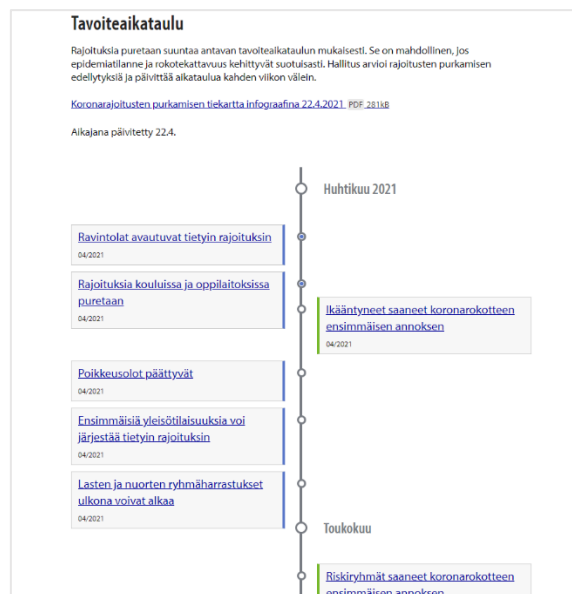 Tavoiteaikataulu
Rajoituksia puretaan suuntaa antavan tavoiteaikataulun mukaisesti. Se on mahdollinen, jos
epidemiatilanne ja rokotekattavuus kehittyvät suotuisasti. Hallitus arvioi rajoitusten purkamisen
edellytyksiä ja päivittää aikataulua kahden viikon välein.
Koronarajoitusten purkamisen tiekartta infograafina 22.4.2021 PDF 281kB
Aikajana päivitetty 22.4.
Huhtikuu 2021
Ravintolat avautuvat tietyin rajoituksin
04/2021
Rajoituksia kouluissa ja oppilaitoksissa
puretaan
04/2021
Ikääntyneet saaneet koronarokotteen
ensimmäisen annoksen
04/2021
Poikkeusolot päättyvät
04/2021
Ensimmäisiä yleisötilaisuuksia voi
järjestää tietyin rajoituksin
04/2021
Lasten ja nuorten ryhmäharrastukset
ulkona voivat alkaa
04/2021
Toukokuu
Riskiryhmät saaneet koronarokotteen
ensimmäisen annoksen